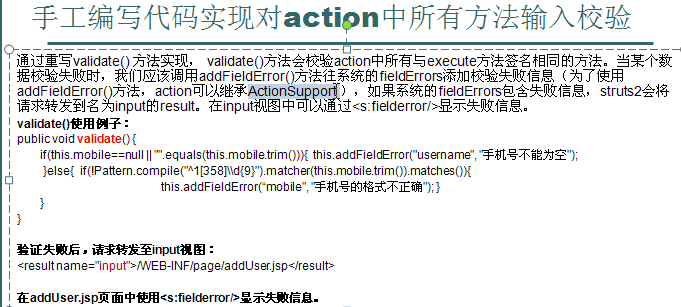 手工编写代码实现对action中所有方法输入校验
通过重写validate() 方法实现， validate()方法会校验action中所有与execute方法签名相同的方法。当某个数
据校验失败时，我们应该调用addFieldError()方法往系统的fieldErrors添加校验失败信息（为了使用
addFieldError()方法，action可以继承ActionSupport ），如果系统的fieldErrors包含失败信息，struts2会将
请求转发到名为input的result。在input视图中可以通过<s:fielderror/>显示失败信息。
validate()使用例子：
public void validate() {
if(this.mobile==null || "".equals(this.mobile.trim())){ this.addFieldError("username", "手机号不能为空");
}else{ if(!Pattern.compile("^1[358]\\d{9}").matcher(this.mobile.trim()).matches()){
this.addFieldError("mobile", "手机号的格式不正确"); }
}
}
验证失败后，请求转发至input视图：
<result name="input">/WEB-INF/page/addUser.jsp</result>
在addUser.jsp页面中使用<s:fielderror/>显示失败信息。